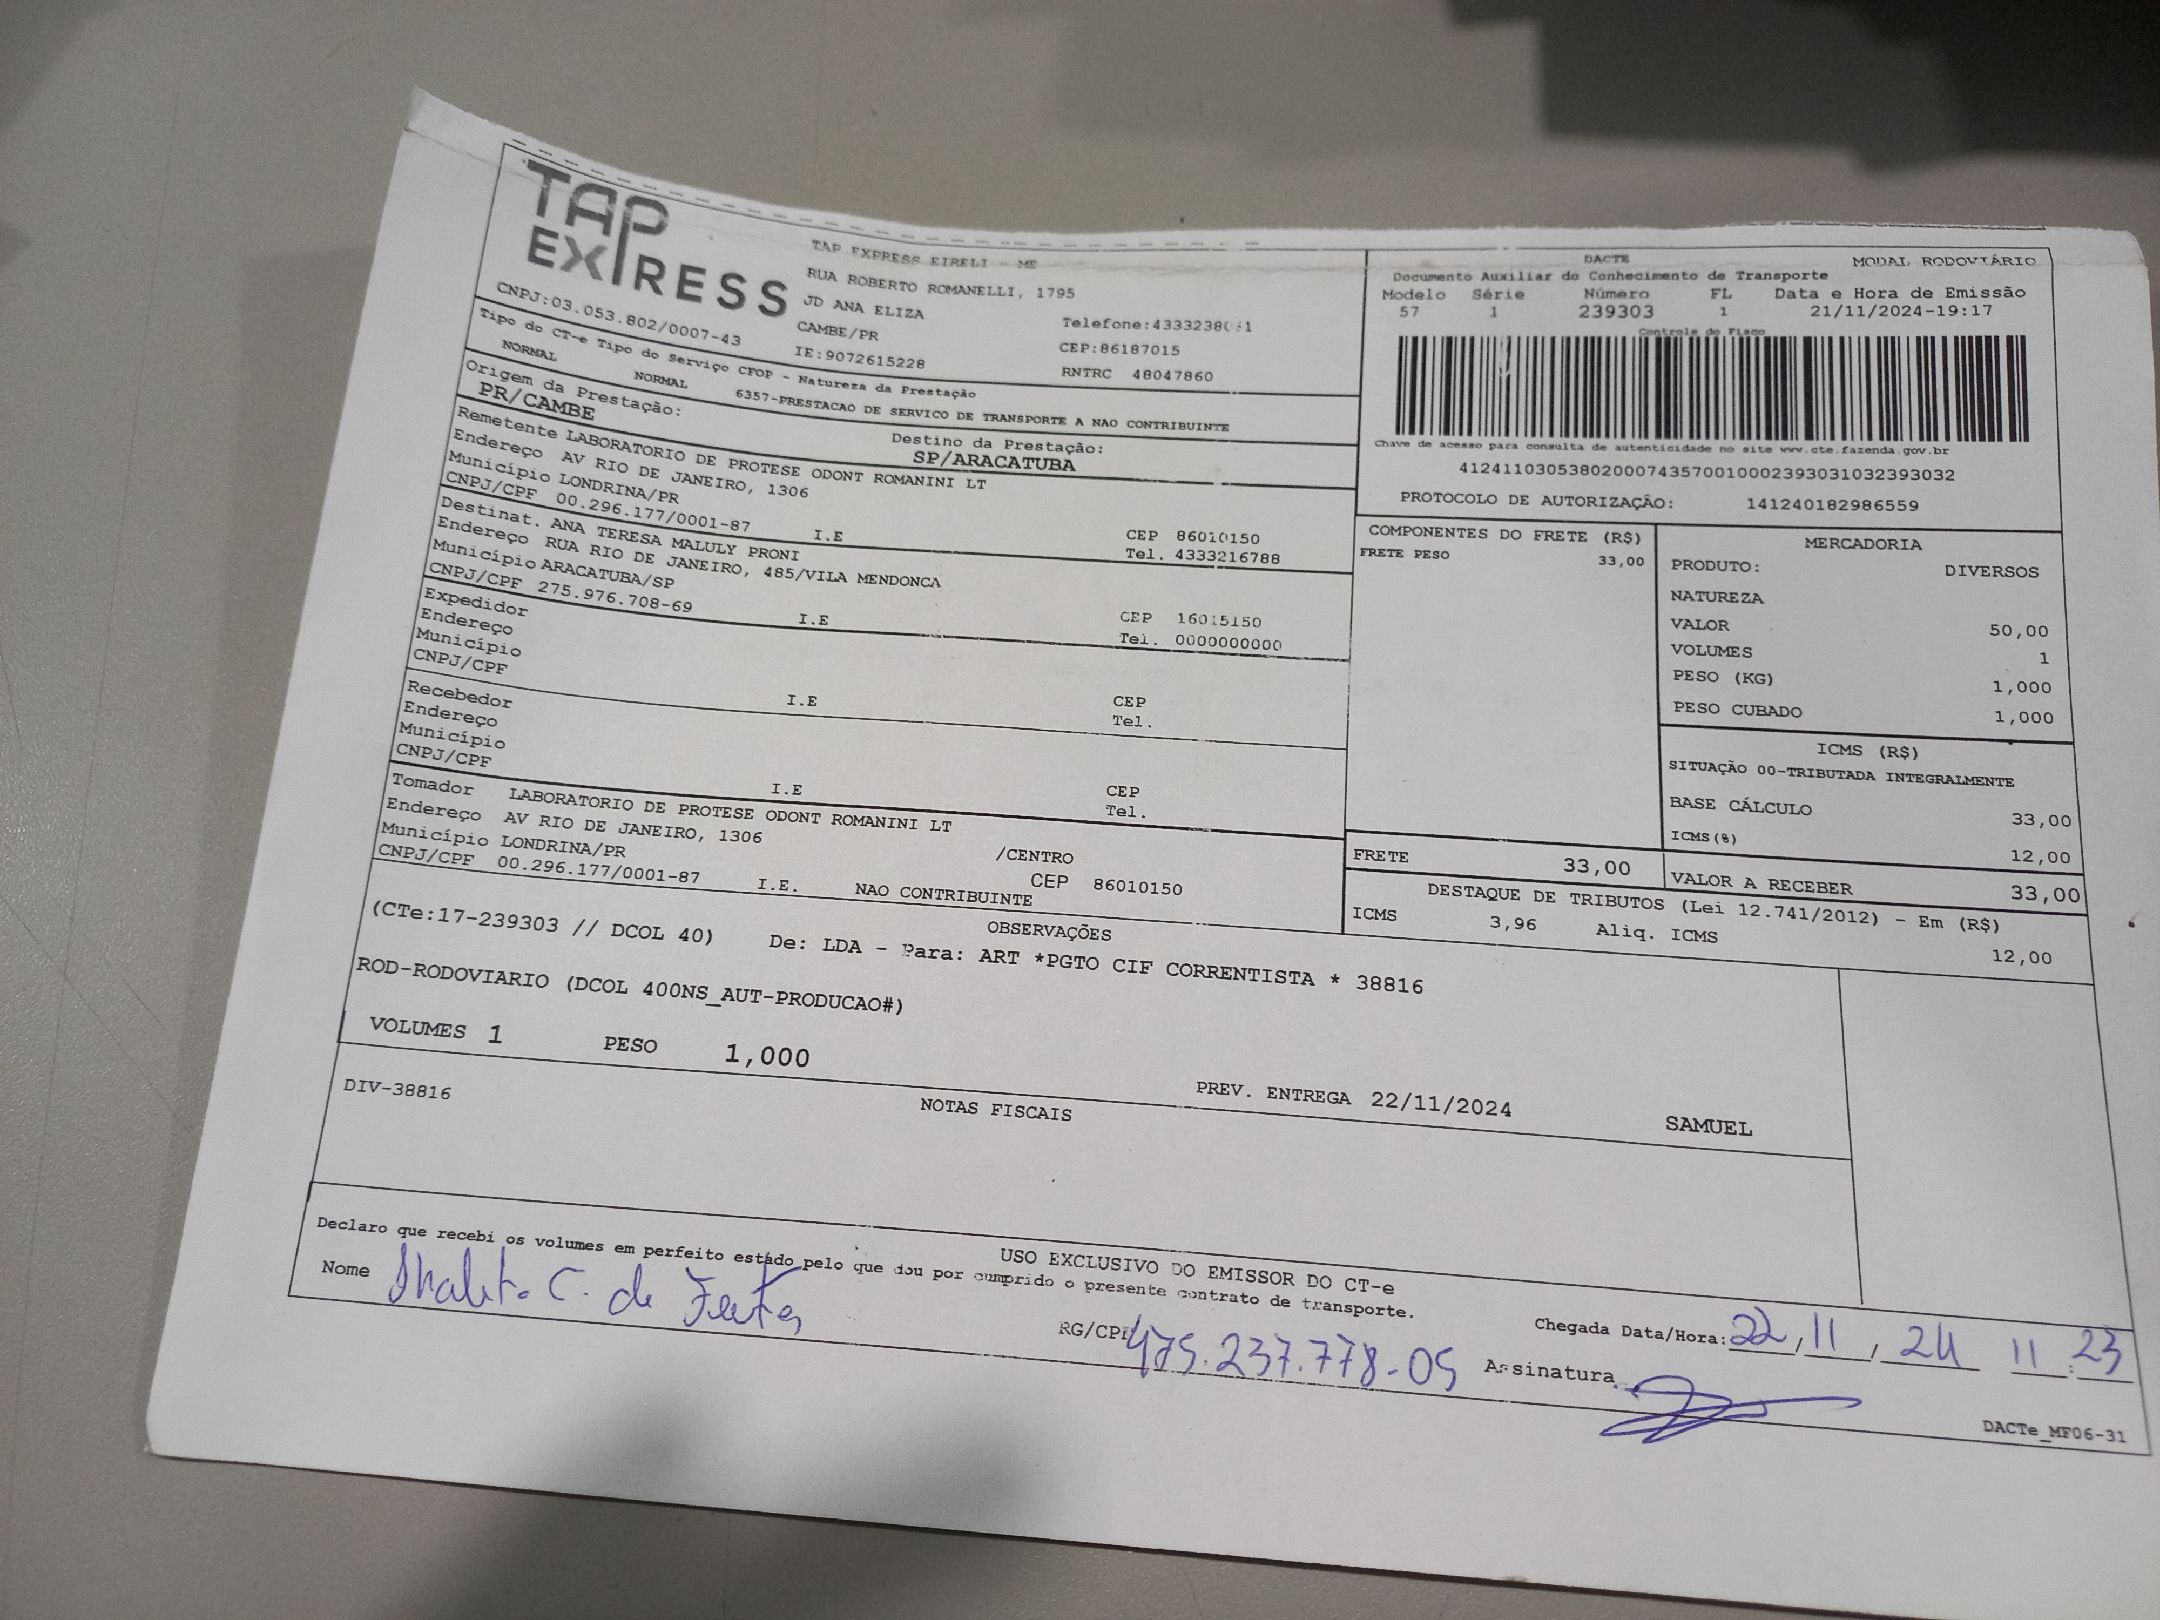 TAP
EXPRESS
CNPJ:03.053.802/0007-43
TAP EXPRESS EIRELI - ME
RUA ROBERTO ROMANELLI, 1795
JD ANA ELIZA
CAMBE/PR
IE:9072615228
CEP:86187015
RNTRC 48047860
DACTE
MODAL RODOVIÁRIO
Documento Auxiliar do Conhecimento de Transporte
Modelo Série Número FL Data e Hora de Emissão
57 1 239303 1 21/11/2024-19:17
Controle do Fisco
Chave de acesso para consulta de autenticidade no site www.cte.fazenda.gov.br
41241103053802000743570010002393031032393032
PROTOCOLO DE AUTORIZAÇÃO: 141240182986559
Tipo do CT-e Tipo do Serviço CFOP - Natureza da Prestação
NORMAL NORMAL 6357-PRESTACAO DE SERVICO DE TRANSPORTE A NAO CONTRIBUINTE
Origem da Prestação:
PR/CAMBE
Destino da Prestação:
SP/ARACATUBA
Remetente LABORATORIO DE PROTESE ODONT ROMANINI LT
Endereço AV RIO DE JANEIRO, 1306
Município LONDRINA/PR CEP 86010150
CNPJ/CPF 00.296.177/0001-87 I.E Tel. 4333216788
Destinat. ANA TERESA MALULY PRONI
Endereço RUA RIO DE JANEIRO, 485/VILA MENDONCA
Município ARACATUBA/SP CEP 16015150
CNPJ/CPF 275.976.708-69 I.E Tel. 0000000000
Expedidor
Endereço
Município CEP
CNPJ/CPF I.E Tel.
Recebedor
Endereço
Município CEP
CNPJ/CPF I.E Tel.
Tomador LABORATORIO DE PROTESE ODONT ROMANINI LT
Endereço AV RIO DE JANEIRO, 1306 /CENTRO
Município LONDRINA/PR CEP 86010150
CNPJ/CPF 00.296.177/0001-87 I.E. NAO CONTRIBUINTE
COMPONENTES DO FRETE (R$)
FRETE PESO 33,00
MERCADORIA
PRODUTO: DIVERSOS
NATUREZA
VALOR 50,00
VOLUMES 1
PESO (KG) 1,000
PESO CUBADO 1,000
ICMS (R$)
SITUAÇÃO 00-TRIBUTADA INTEGRALMENTE
BASE CÁLCULO 33,00
ICMS(%) 12,00
FRETE 33,00 VALOR A RECEBER 33,00
DESTAQUE DE TRIBUTOS (Lei 12.741/2012) - Em (R$)
ICMS 3,96 Aliq. ICMS 12,00
OBSERVAÇÕES
(CTe:17-239303 // DCOL 40) De: LDA - Para: ART *PGTO CIF CORRENTISTA * 38816
ROD-RODOVIARIO (DCOL 400NS_AUT-PRODUCAO#)
VOLUMES 1 PESO 1,000 PREV. ENTREGA 22/11/2024 SAMUEL
NOTAS FISCAIS
DIV-38816
USO EXCLUSIVO DO EMISSOR DO CT-e
Declaro que recebi os volumes em perfeito estado pelo que dou por cumprido o presente contrato de transporte.
Chegada Data/Hora: 22/11/24 11:23
Nome C. de
RG/CPF 475.237.778-05 Assinatura
DACTe_MF06-31